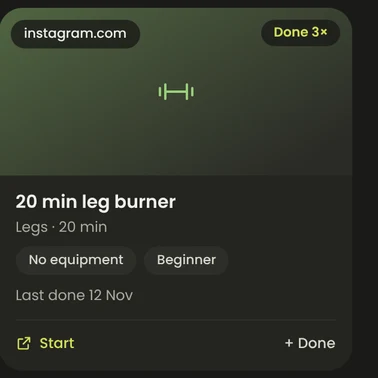 instagram.com
Done 3×
20 min leg burner
Legs · 20 min
No equipment
Beginner
Last done 12 Nov
Start
+ Done